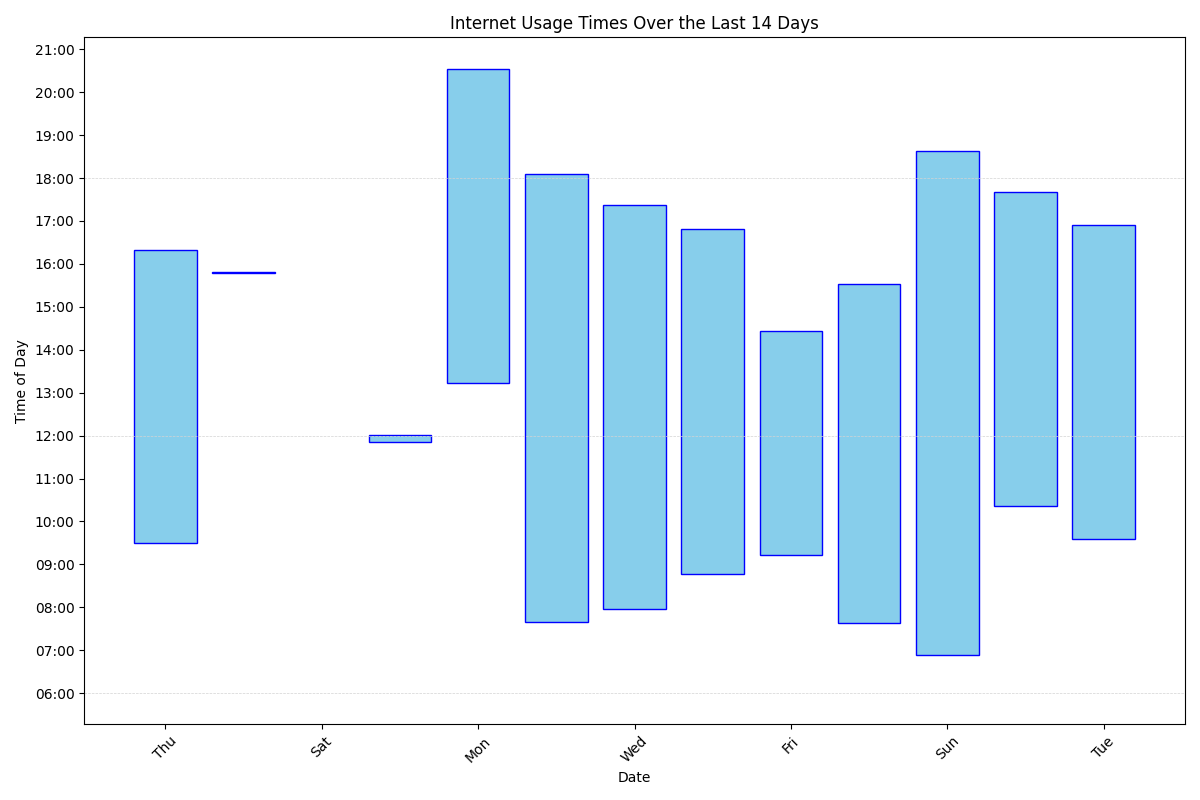 Internet Usage Times Over the Last 14 Days
21:00
20:00
19:00
18:00
17:00
16:00
15:00
14:00
13:00
12:00
11:00
10:00
09:00
08:00
07:00
06:00
Time of Day
Thu
Sat
Mon
Wed
Fri
Sun
Tue
Date